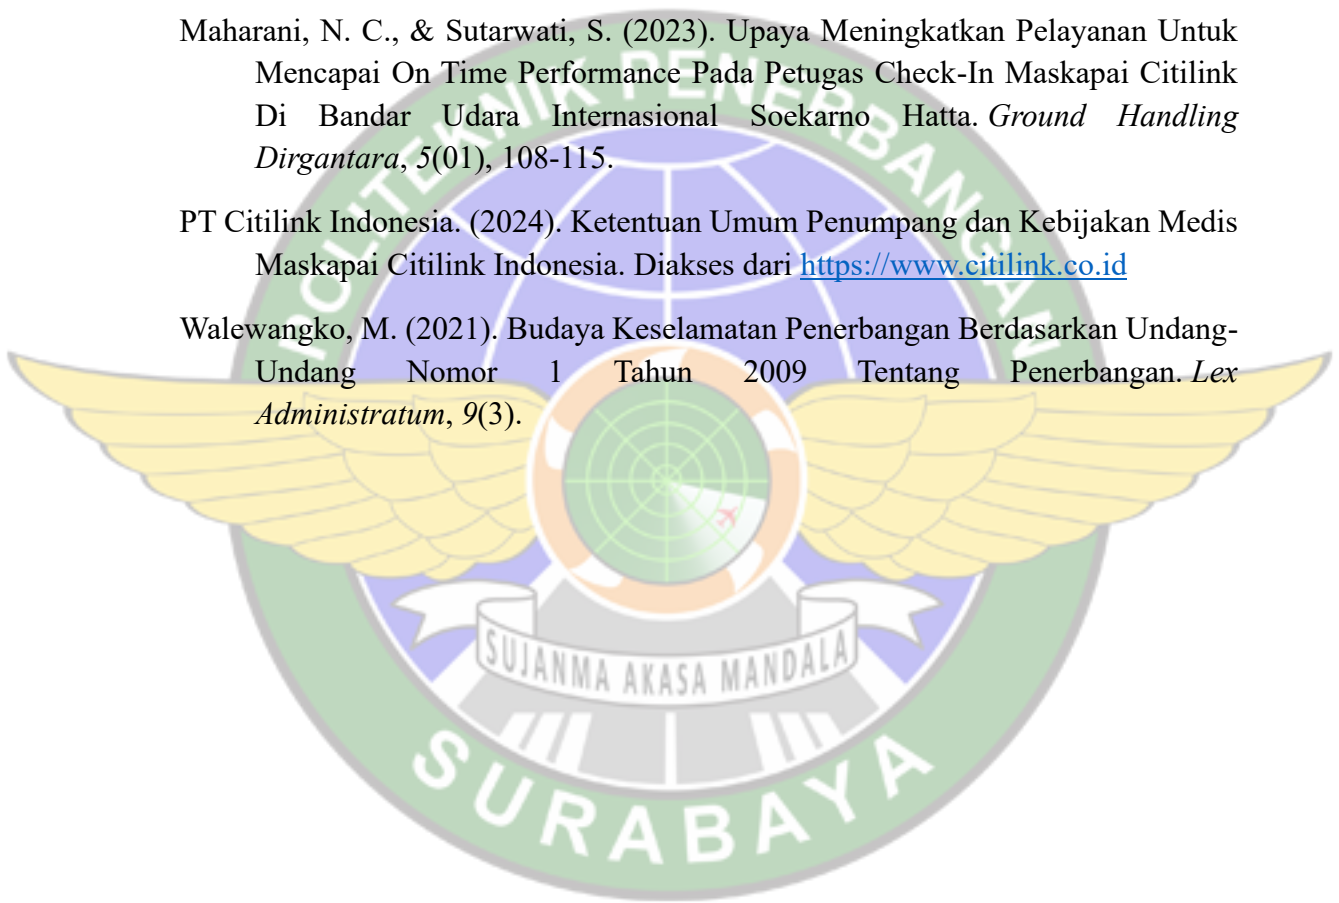 Maharani, N. C., & Sutarwati, S. (2023). Upaya Meningkatkan Pelayanan Untuk
Mencapai On Time Performance Pada Petugas Check-In Maskapai Citilink
Di Bandar Udara Internasional Soekarno Hatta. Ground Handling
Dirgantara, 5(01), 108-115.
PT Citilink Indonesia. (2024). Ketentuan Umum Penumpang dan Kebijakan Medis
Maskapai Citilink Indonesia. Diakses dari https://www.citilink.co.id
Walewangko, M. (2021). Budaya Keselamatan Penerbangan Berdasarkan Undang-
Undang Nomor 1 Tahun 2009 Tentang Penerbangan. Lex
Administratum, 9(3).
POLITEKNIK PENERBANGAN
SUJANMA AKASA MANDALA
SURABAYA